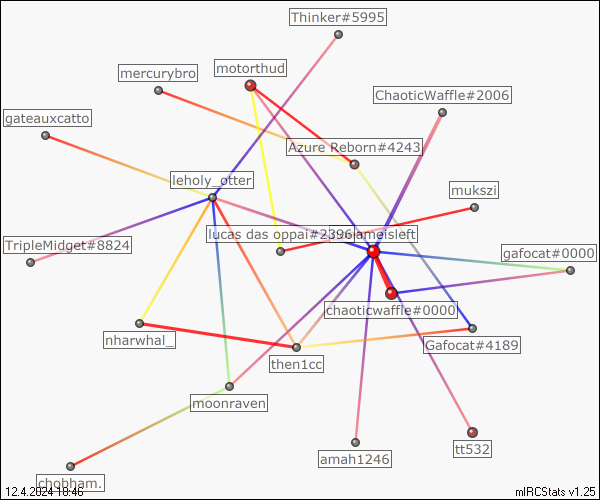 Thinker#5995
motorthud
mercurybro
ChaoticWaffle#2006
gateauxcatto
Azure Reborn#4243
leholy_otter
mukszi
lucas das oppai#2396
ameisleft
TripleMidget#8824
gafocat#0000
chaoticwaffle#0000
nharwhal_
Gafocat#4189
then1cc
moonraven
tt532
amah1246
chobham.
12.4.2024 18:46
mIRCStats v1.25